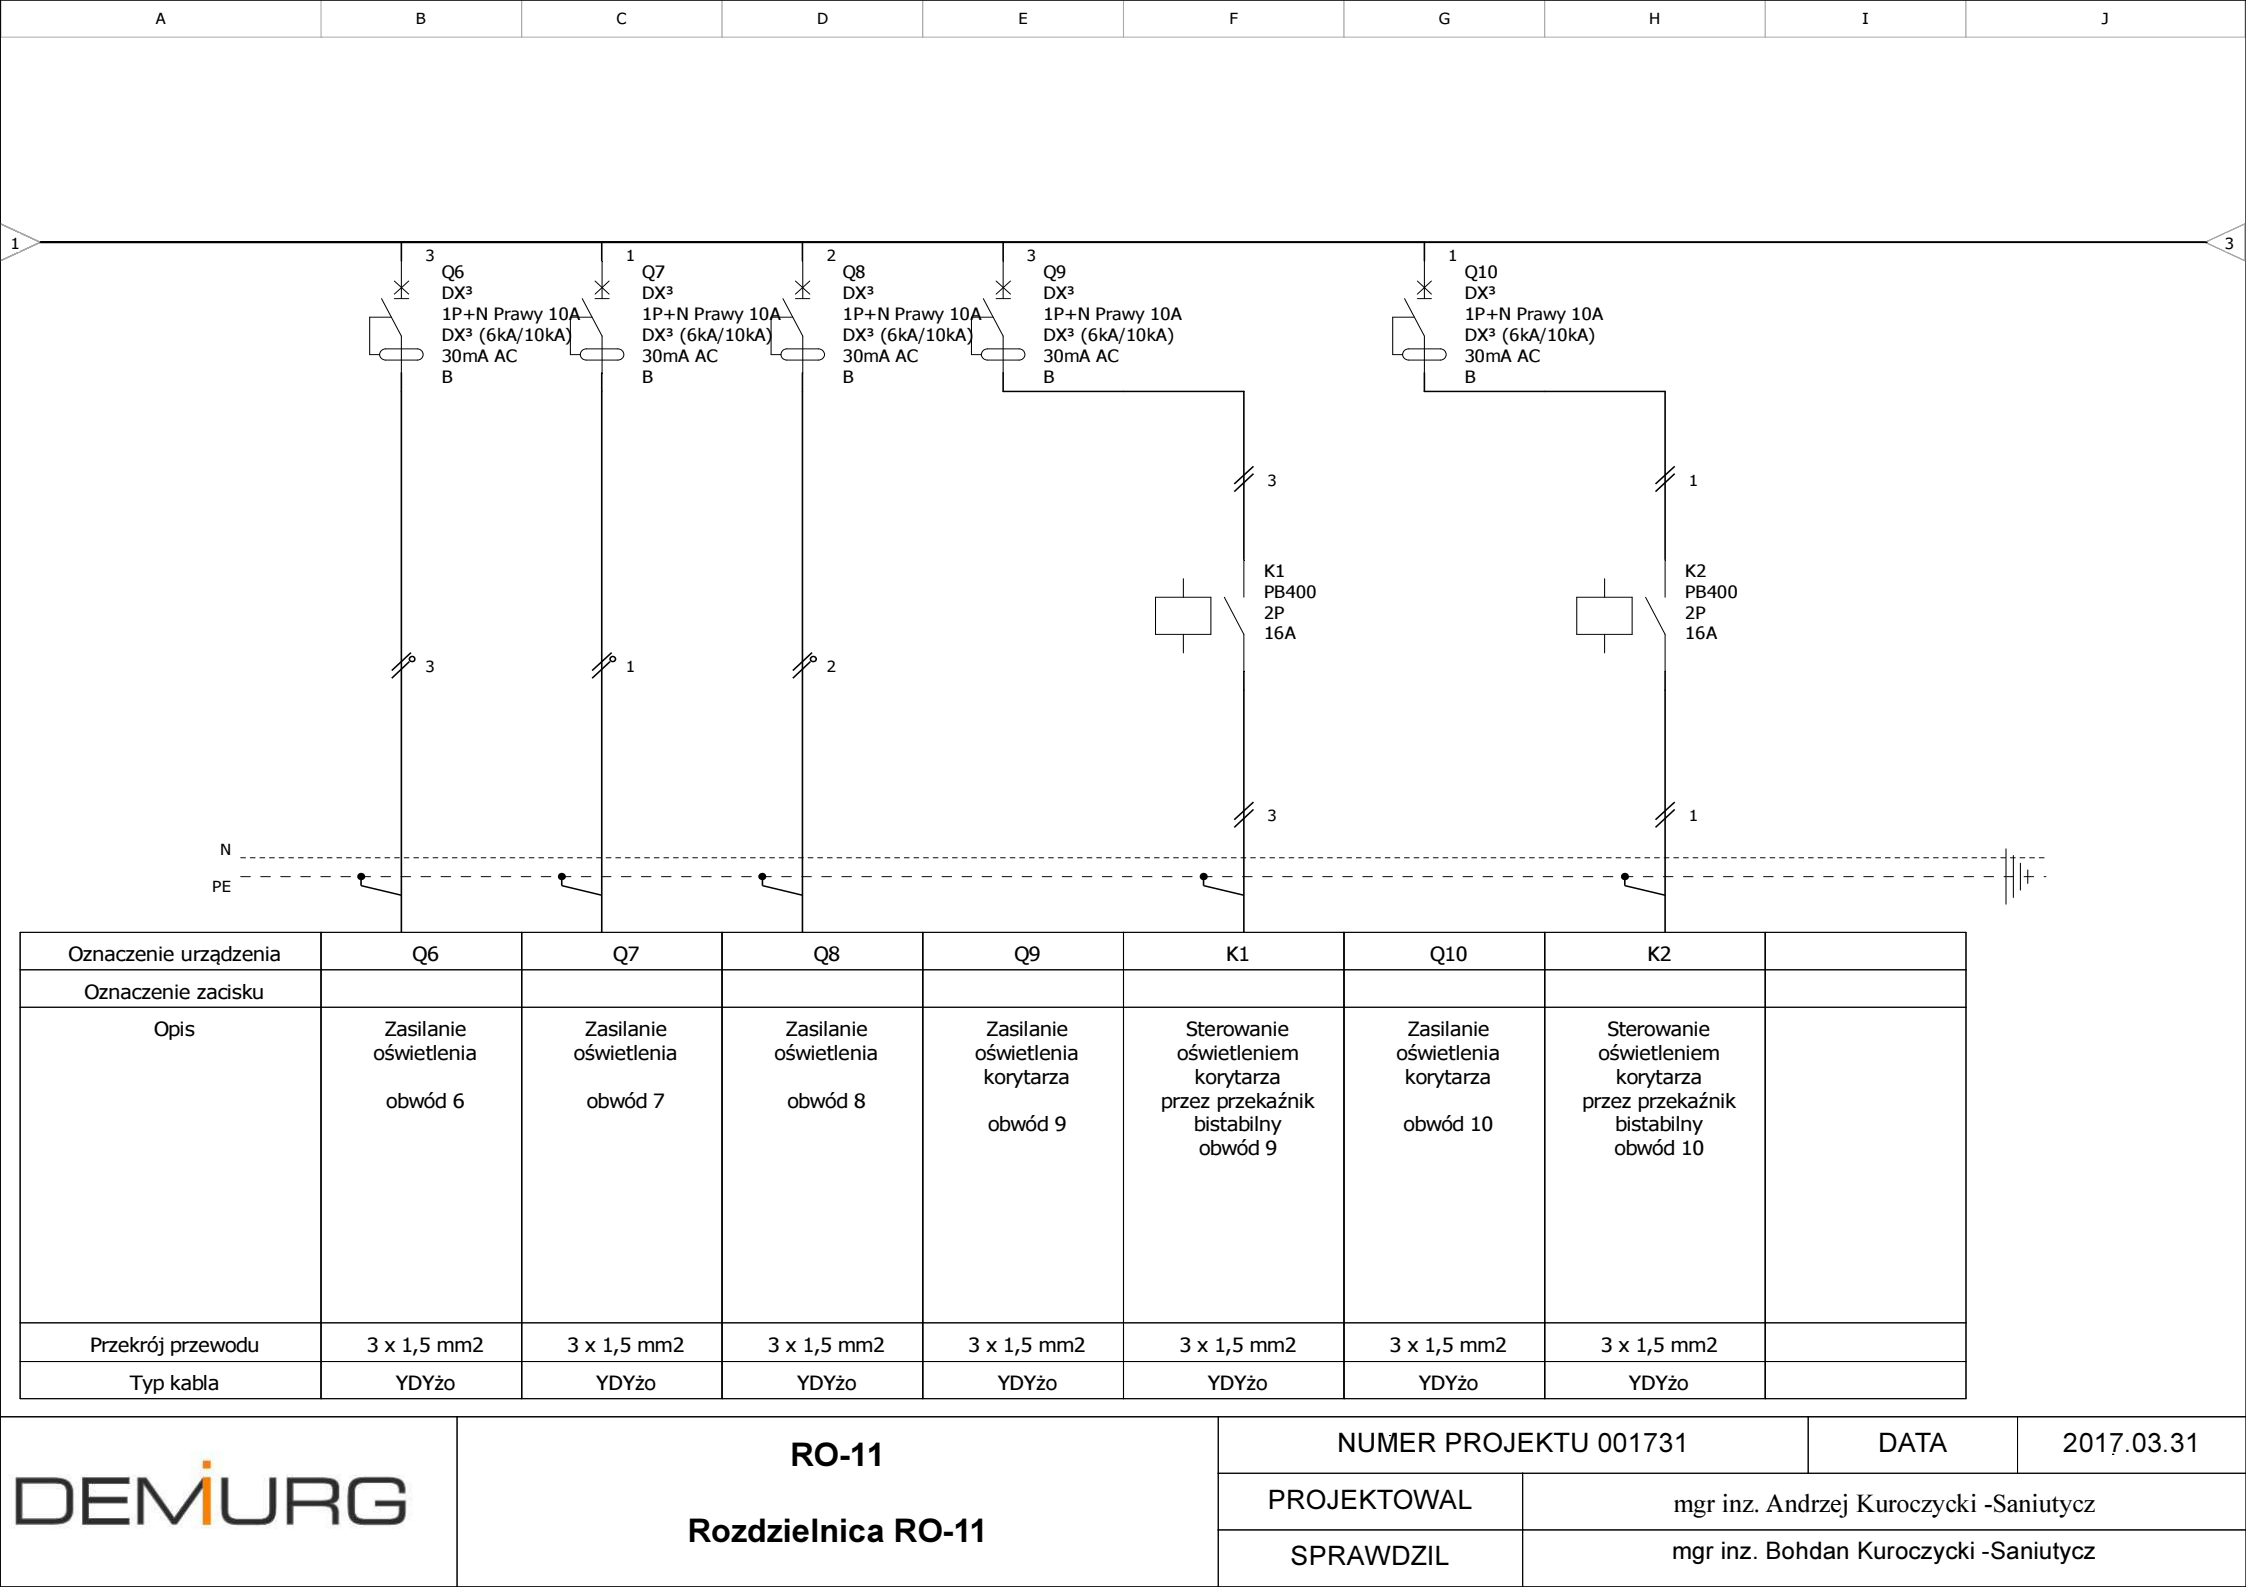 A B C D E F G H I J
1 3
3 1 2 3 1
Q6
DX³
1P+N Prawy 10A
DX³ (6kA/10kA)
30mA AC
B
Q7
DX³
1P+N Prawy 10A
DX³ (6kA/10kA)
30mA AC
B
Q8
DX³
1P+N Prawy 10A
DX³ (6kA/10kA)
30mA AC
B
Q9
DX³
1P+N Prawy 10A
DX³ (6kA/10kA)
30mA AC
B
Q10
DX³
1P+N Prawy 10A
DX³ (6kA/10kA)
30mA AC
B
3 1
K1
PB400
2P
16A
K2
PB400
2P
16A
3 1 2
3 1
N
PE
Oznaczenie urządzenia Q6 Q7 Q8 Q9 K1 Q10 K2
Oznaczenie zacisku
Opis
Zasilanie
oświetlenia
obwód 6
Zasilanie
oświetlenia
obwód 7
Zasilanie
oświetlenia
obwód 8
Zasilanie
oświetlenia
korytarza
obwód 9
Sterowanie
oświetleniem
korytarza
przez przekaźnik
bistabilny
obwód 9
Zasilanie
oświetlenia
korytarza
obwód 10
Sterowanie
oświetleniem
korytarza
przez przekaźnik
bistabilny
obwód 10
Przekrój przewodu 3 x 1,5 mm2 3 x 1,5 mm2 3 x 1,5 mm2 3 x 1,5 mm2 3 x 1,5 mm2 3 x 1,5 mm2 3 x 1,5 mm2
Typ kabla YDYżo YDYżo YDYżo YDYżo YDYżo YDYżo YDYżo
DEMiURG
RO-11
Rozdzielnica RO-11
NUMER PROJEKTU 001731 DATA 2017.03.31
PROJEKTOWAL mgr inz. Andrzej Kuroczycki -Saniutycz
SPRAWDZIL mgr inz. Bohdan Kuroczycki -Saniutycz